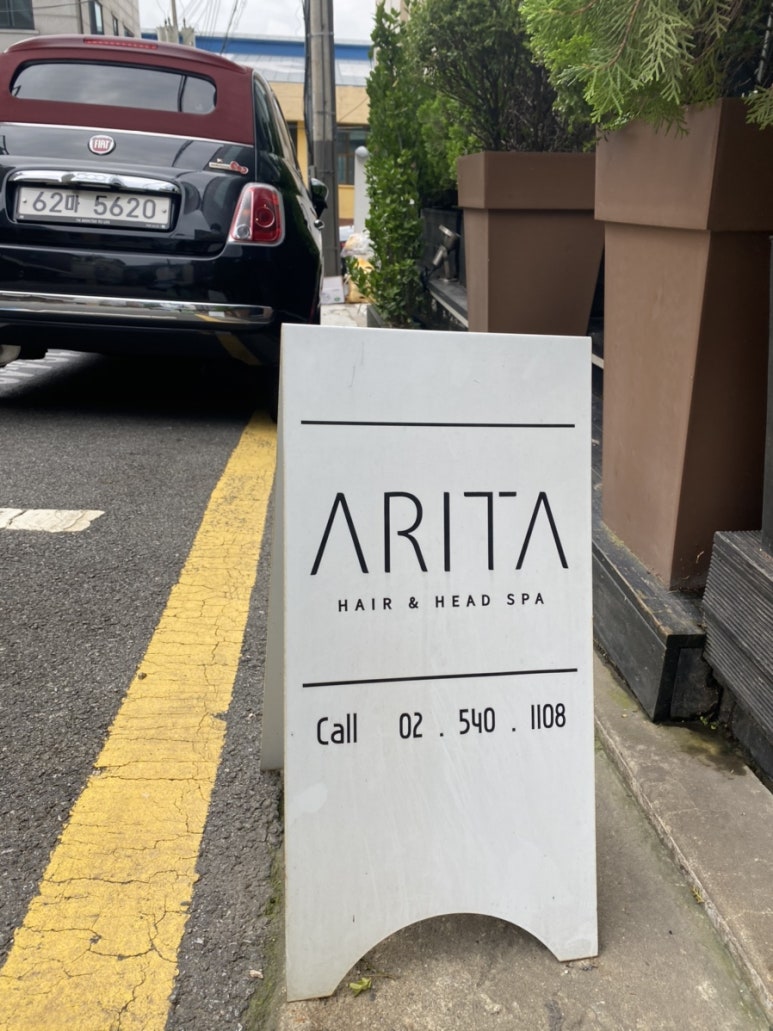 FIAT
62마 5620
ARITA
HAIR & HEAD SPA
Call 02 . 540 . 1108